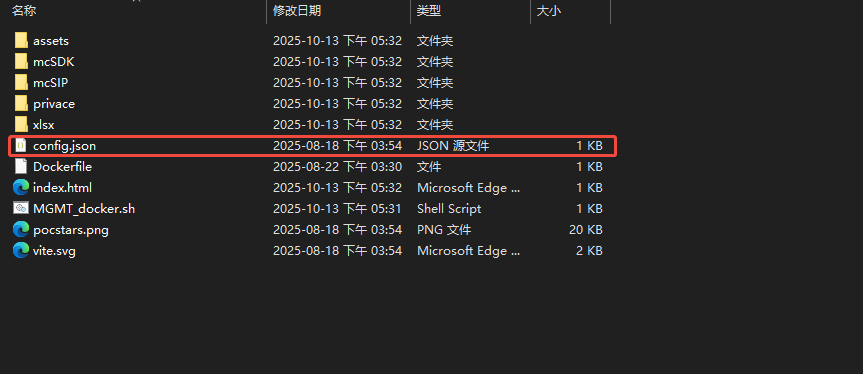 名称 修改日期 类型 大小
assets 2025-10-13 下午 05:32 文件夹
mcSDK 2025-10-13 下午 05:32 文件夹
mcSIP 2025-10-13 下午 05:32 文件夹
privace 2025-10-13 下午 05:32 文件夹
xlsx 2025-10-13 下午 05:32 文件夹
config.json 2025-08-18 下午 03:54 JSON 源文件 1 KB
Dockerfile 2025-08-22 下午 03:30 文件 1 KB
index.html 2025-10-13 下午 05:32 Microsoft Edge ... 1 KB
MGMT_docker.sh 2025-10-13 下午 05:31 Shell Script 1 KB
pocstars.png 2025-08-18 下午 03:54 PNG 文件 20 KB
vite.svg 2025-08-18 下午 03:54 Microsoft Edge ... 2 KB